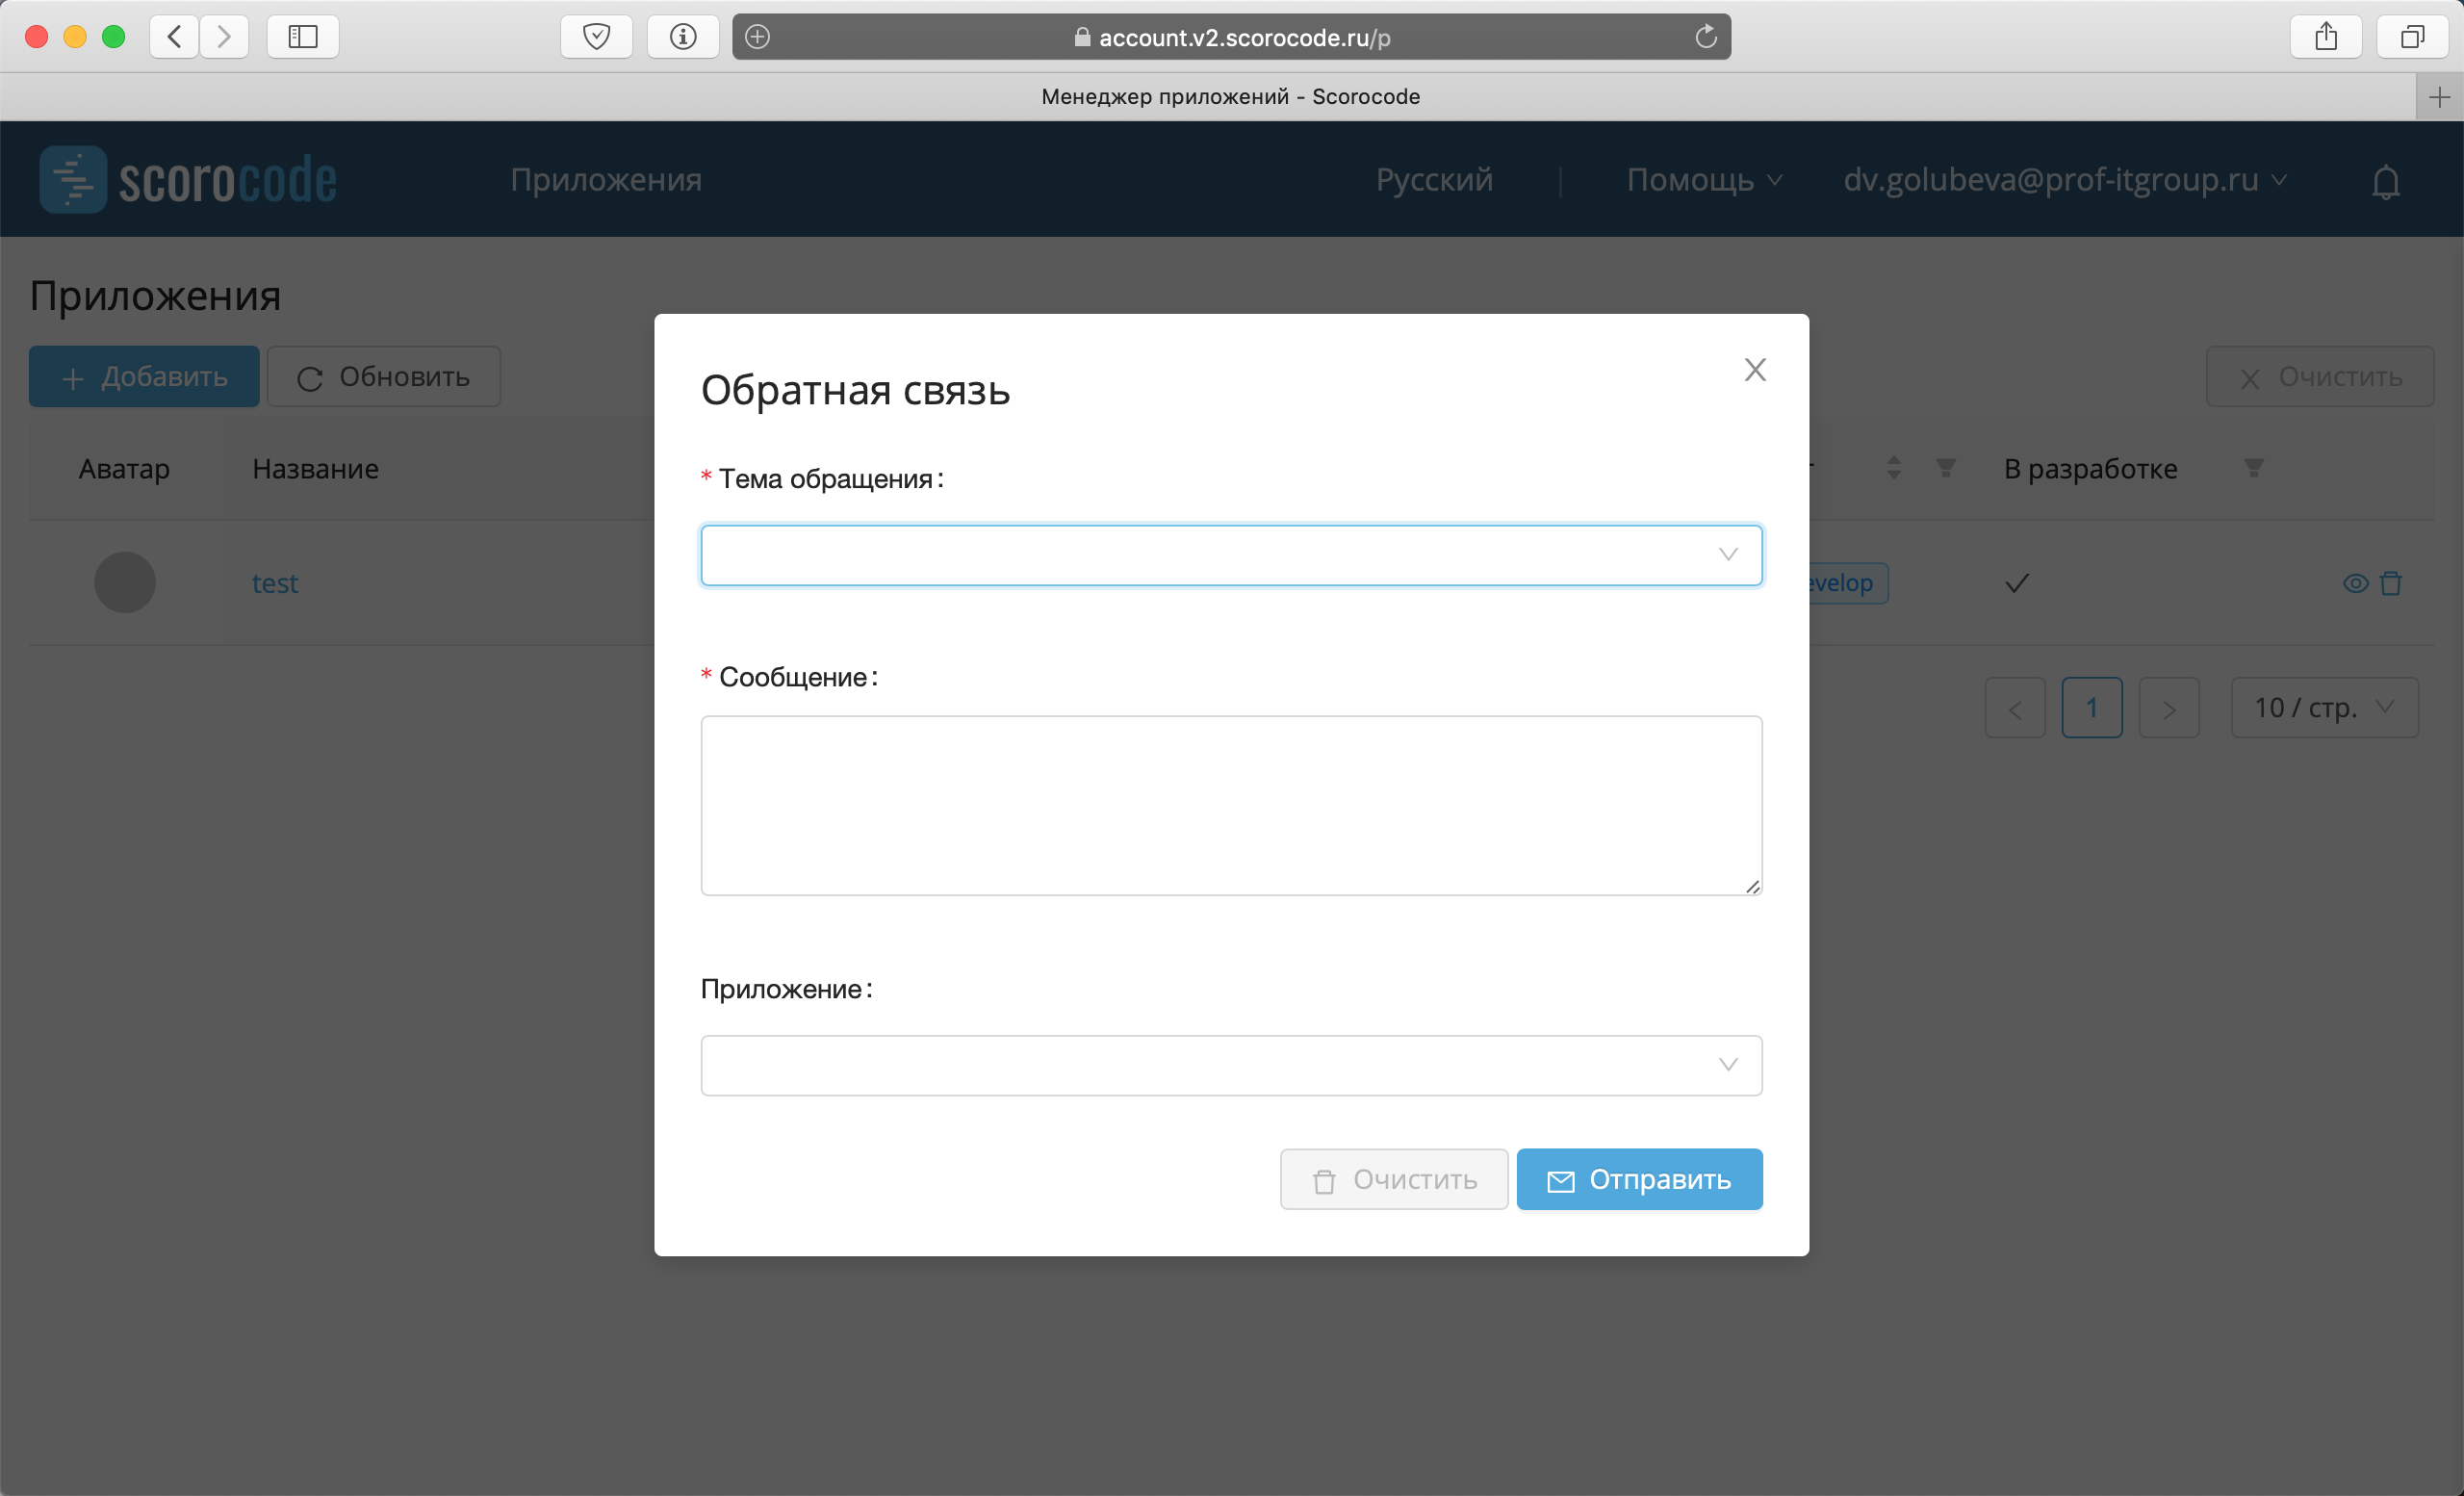 account.v2.scorocode.ru/p
Менеджер приложений - Scorocode
scorocode
Приложения
Русский
Помощь
dv.golubeva@prof-itgroup.ru
Приложения
Добавить
Обновить
Очистить
Аватар
Название
В разработке
test
evelop
1
10 / стр.
Обратная связь
* Тема обращения:
* Сообщение:
Приложение:
Очистить
Отправить